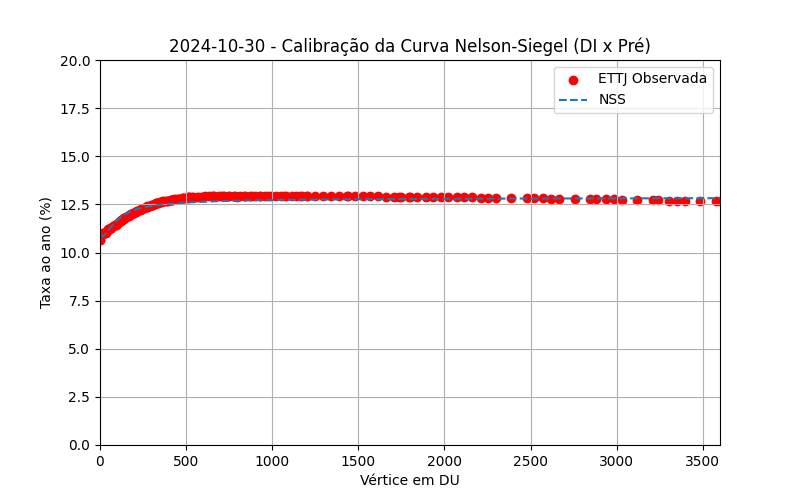 2024-10-30 - Calibração da Curva Nelson-Siegel (DI x Pré)
20.0
17.5
15.0
12.5
10.0
7.5
5.0
2.5
0.0
Taxa ao ano (%)
ETTJ Observada
NSS
0 500 1000 1500 2000 2500 3000 3500
Vértice em DU